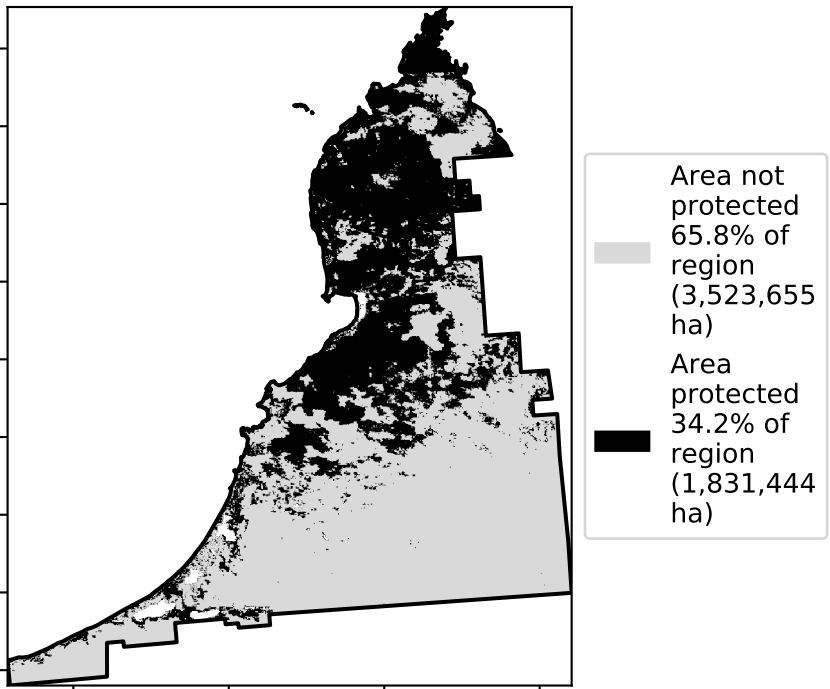 Area not
protected
65.8% of
region
(3,523,655
ha)
Area
protected
34.2% of
region
(1,831,444
ha)